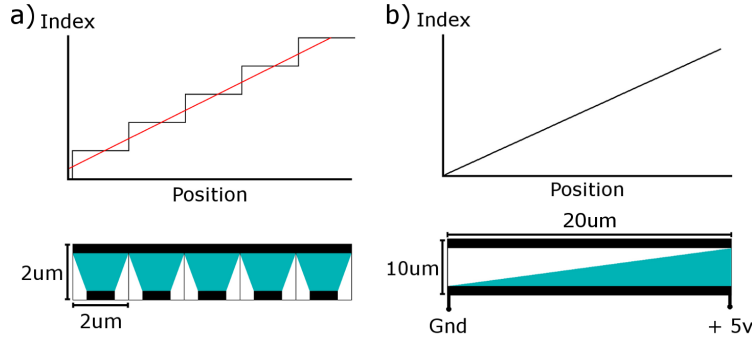 a)
Index
Position
2um
2um
b)
Index
Position
20um
10um
Gnd
+ 5v